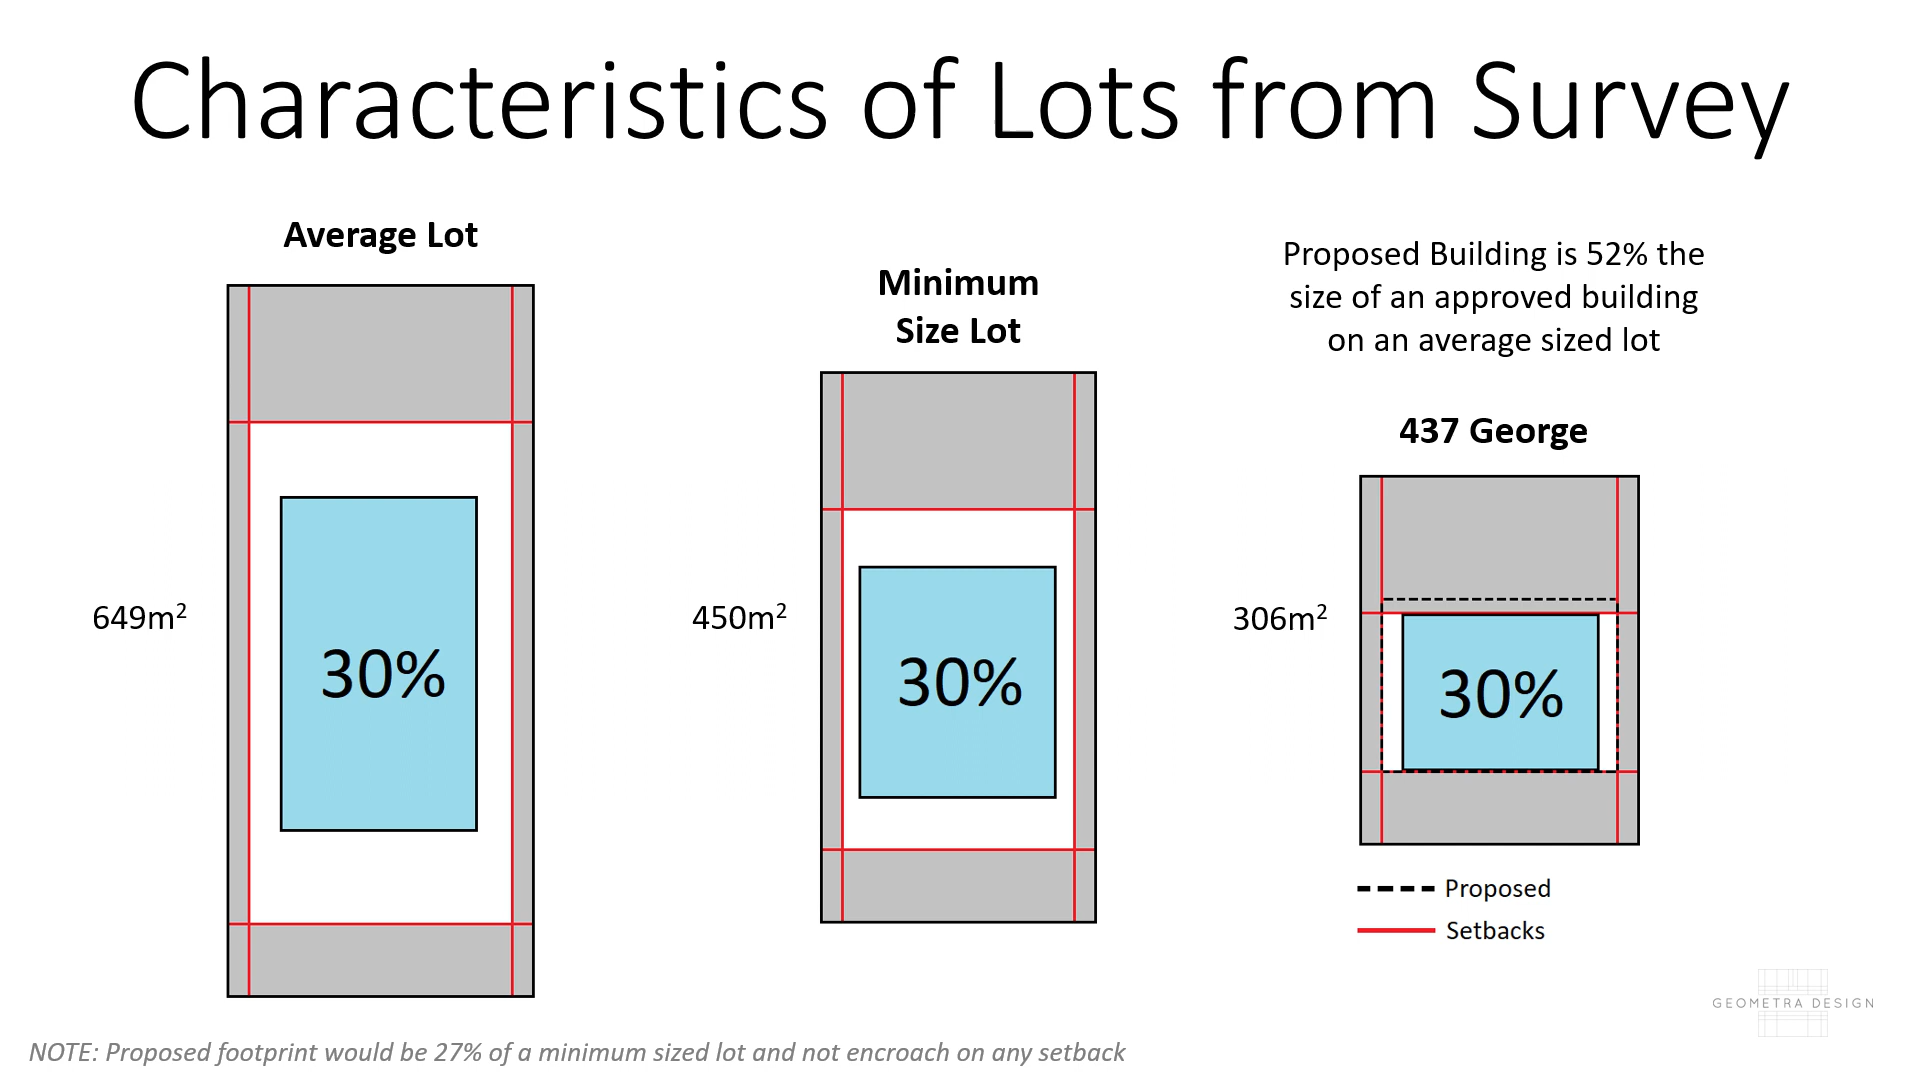 Characteristics of Lots from Survey
Average Lot
Minimum
Size Lot
Proposed Building is 52% the
size of an approved building
on an average sized lot
437 George
649m²
30%
450m²
30%
306m²
30%
Proposed
Setbacks
GEOMETRA DESIGN
NOTE: Proposed footprint would be 27% of a minimum sized lot and not encroach on any setback